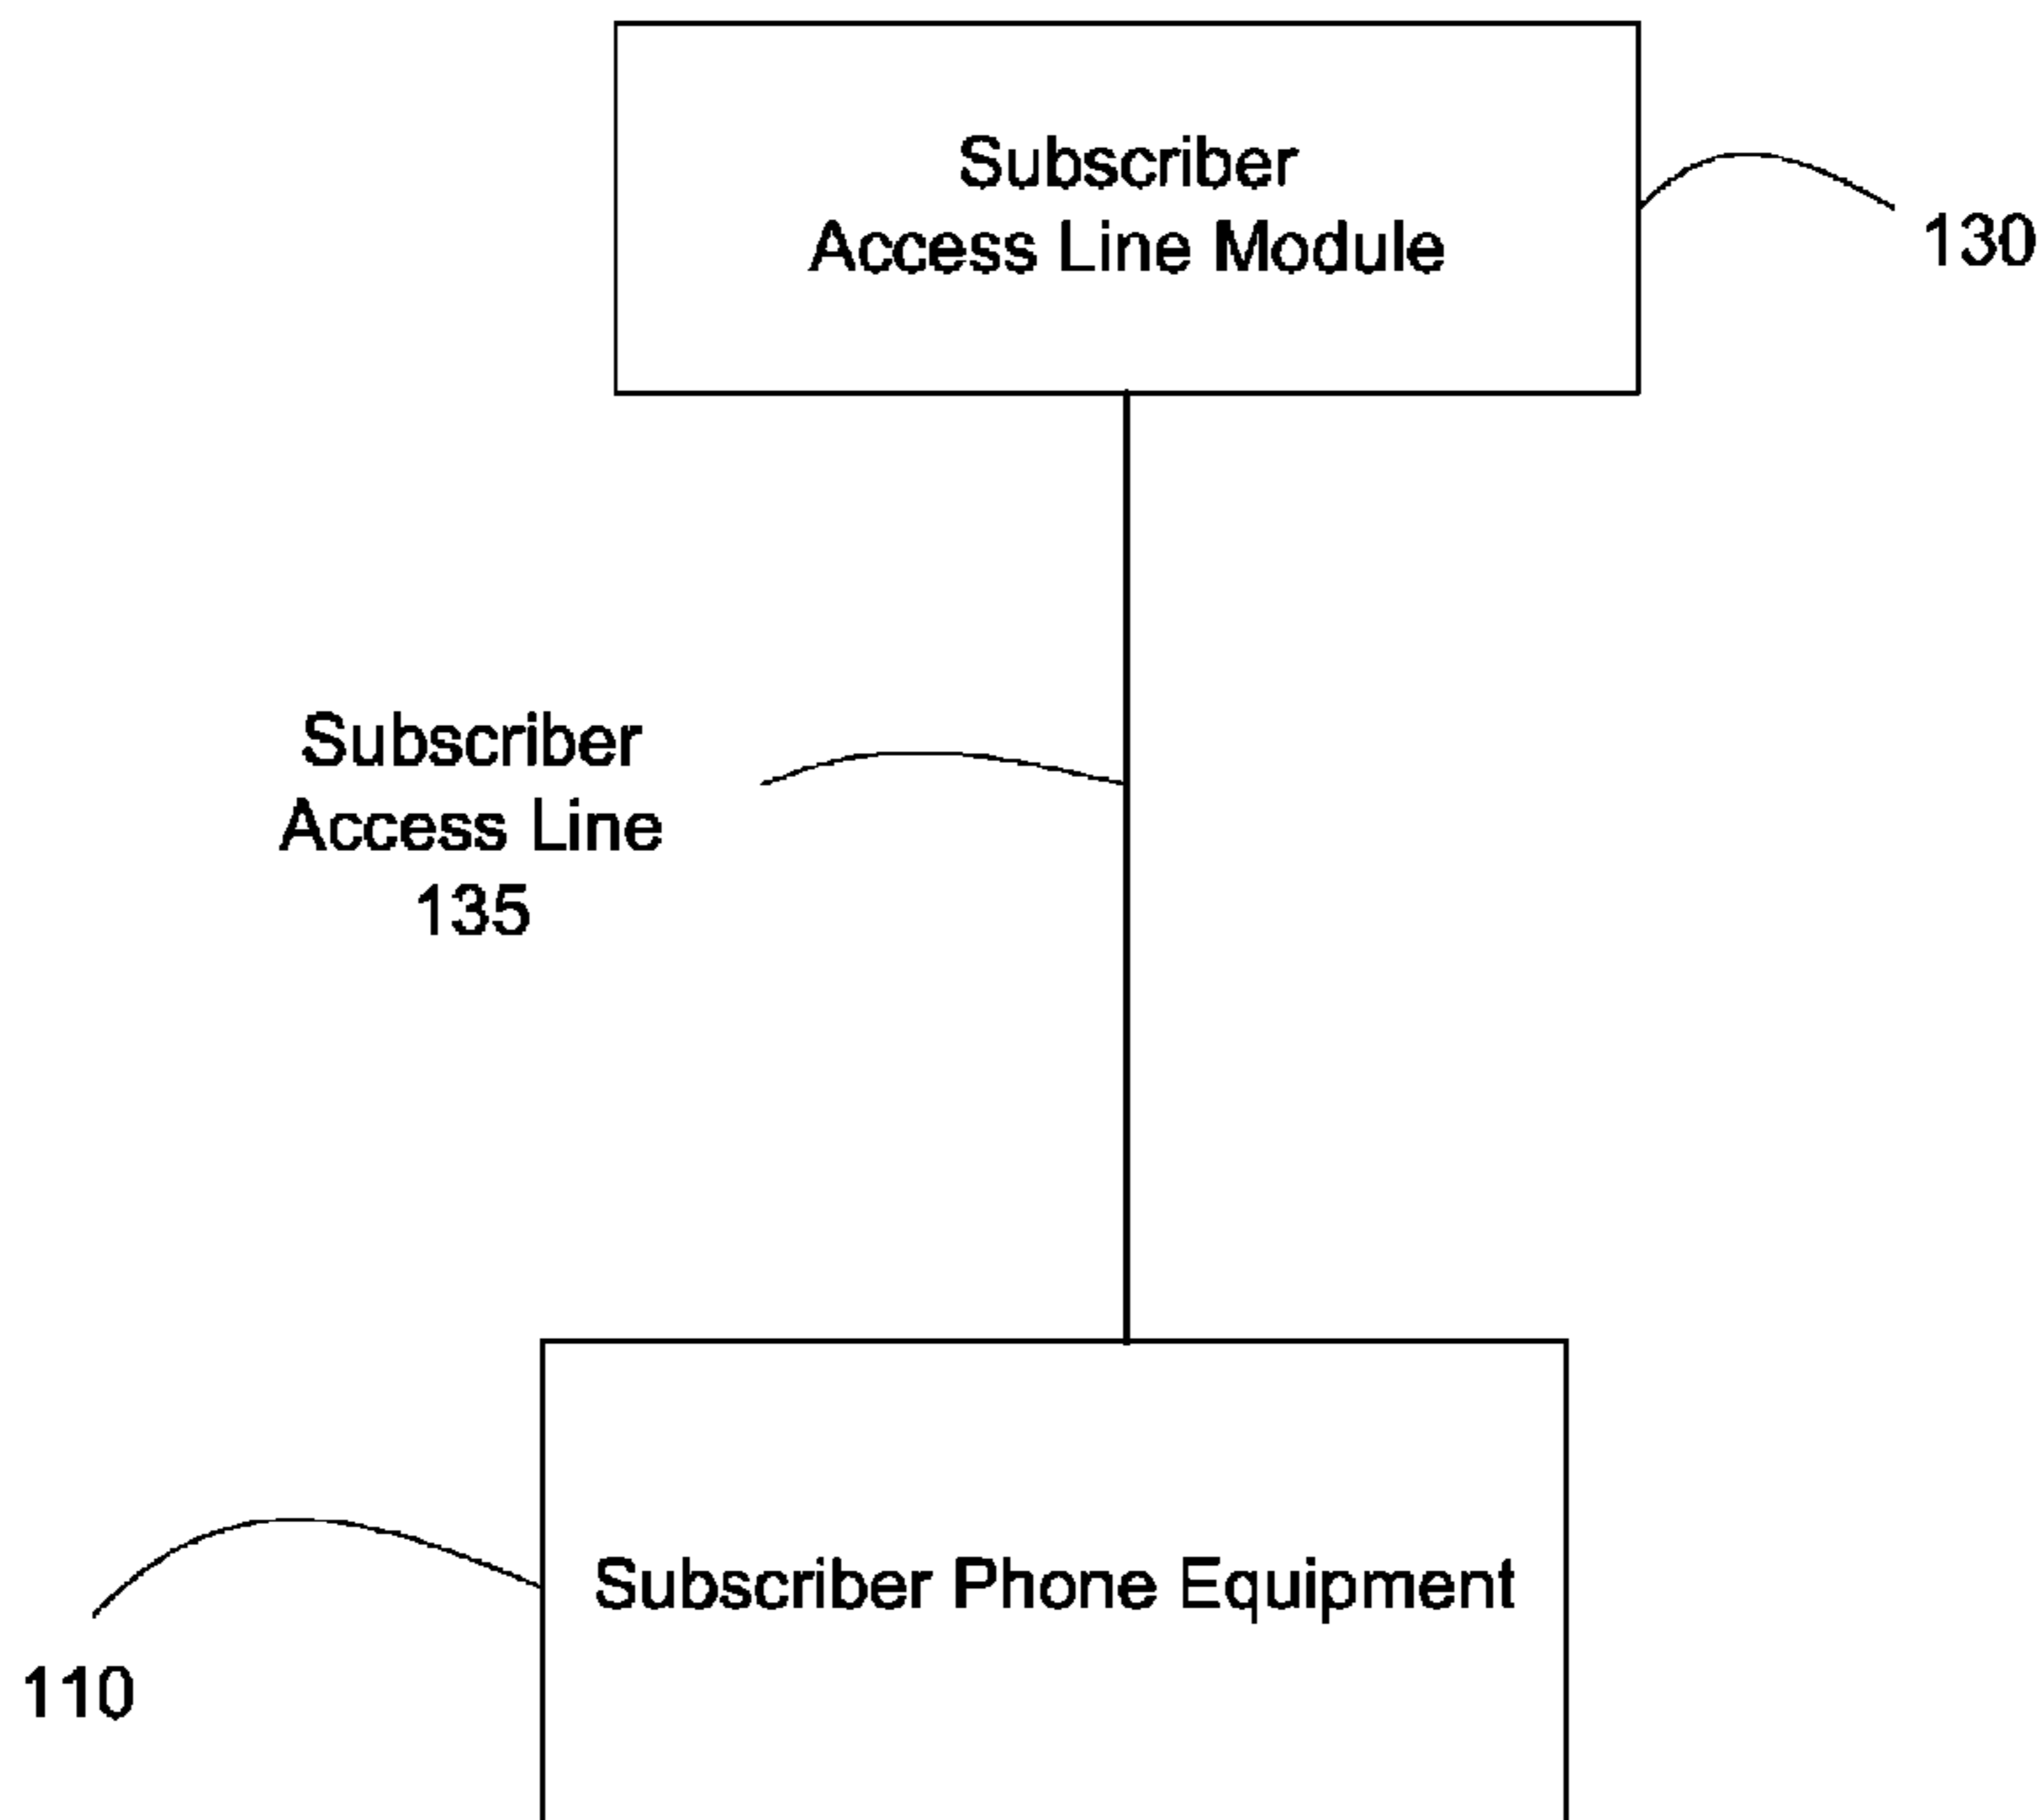 Subscriber
Access Line Module
130
Subscriber
Access Line
135
Subscriber Phone Equipment
110